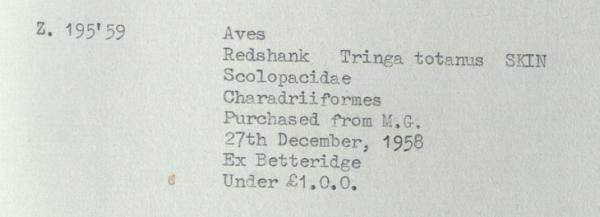 Z. 195'59 Aves
Redshank Tringa totanus SKIN
Scolopacidae
Charadriiformes
Purchased from M.G.
27th December, 1958
Ex Betteridge
6 Under £1.0.0.